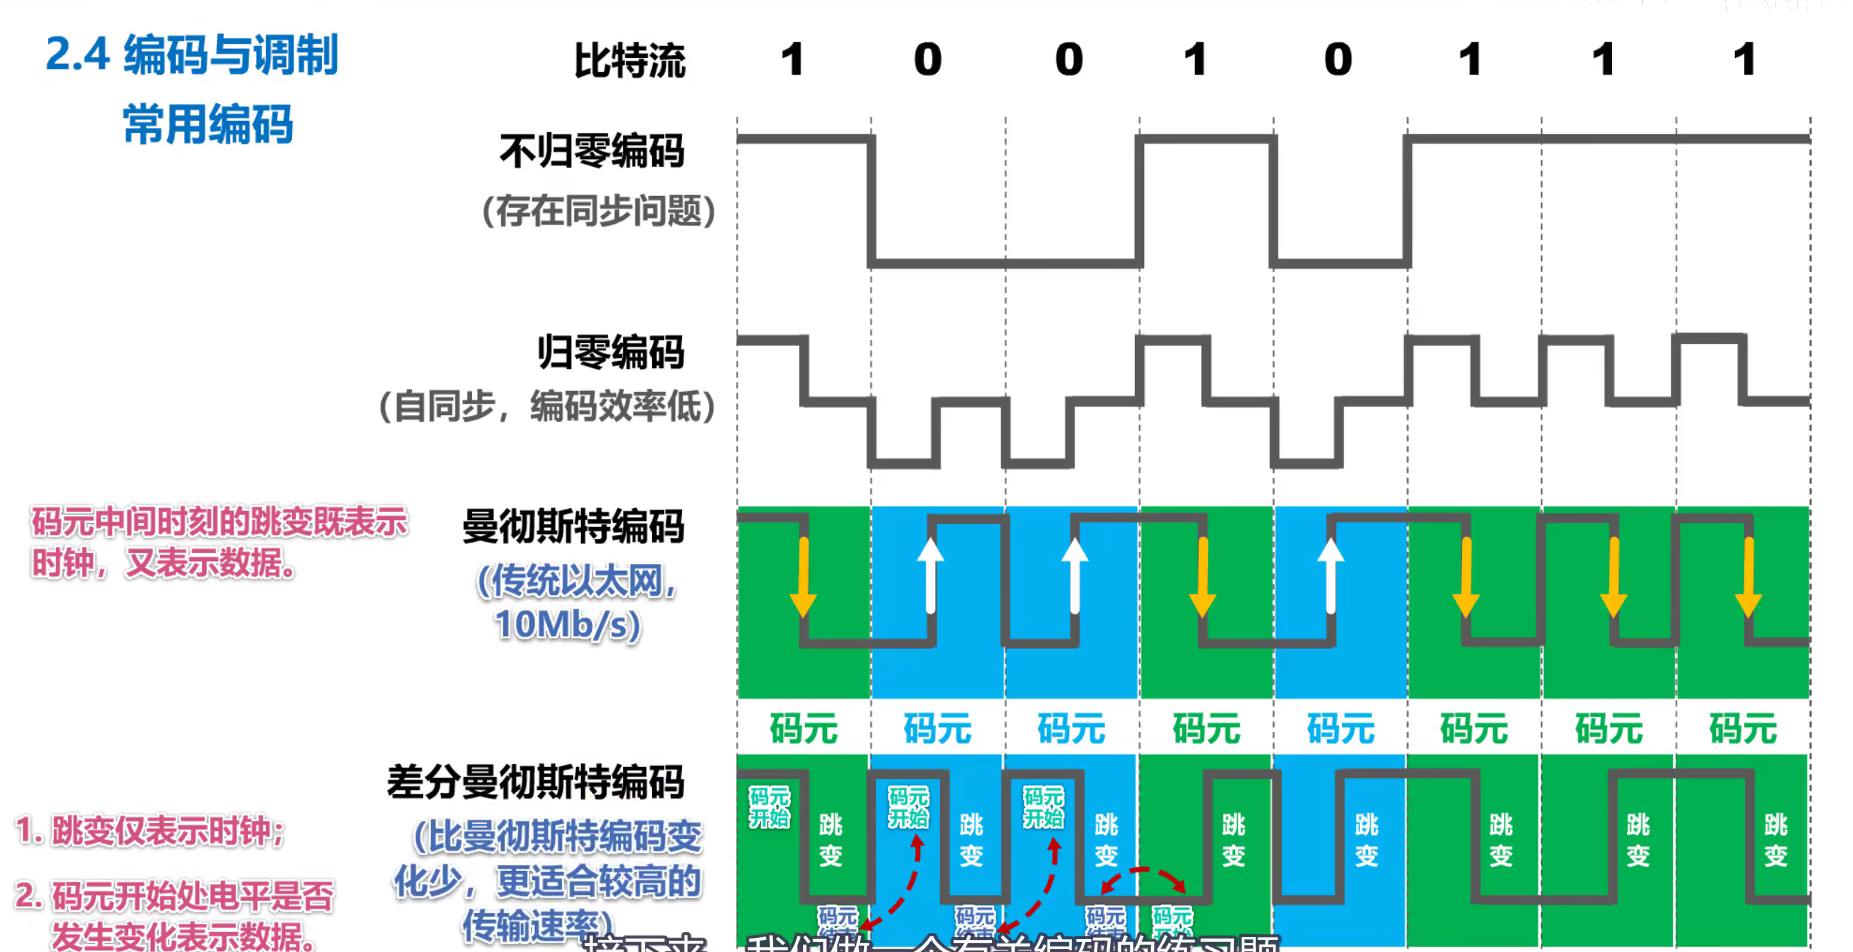 2.4 编码与调制
常用编码
比特流 1 0 0 1 0 1 1 1
不归零编码
（存在同步问题）
归零编码
（自同步，编码效率低）
码元中间时刻的跳变既表示
时钟，又表示数据。
曼彻斯特编码
（传统以太网，
10Mb/s）
码元 码元 码元 码元 码元 码元 码元 码元
差分曼彻斯特编码
（比曼彻斯特编码变
化少，更适合较高的
传输速率）
1. 跳变仅表示时钟；
2. 码元开始处电平是否
发生变化表示数据。
码元
开始
跳
变
码元
开始
跳
变
码元
开始
跳
变
跳
变
跳
变
跳
变
跳
变
跳
变
码元
码元
码元
码元
接下来 我们做一个有关编码的练习题